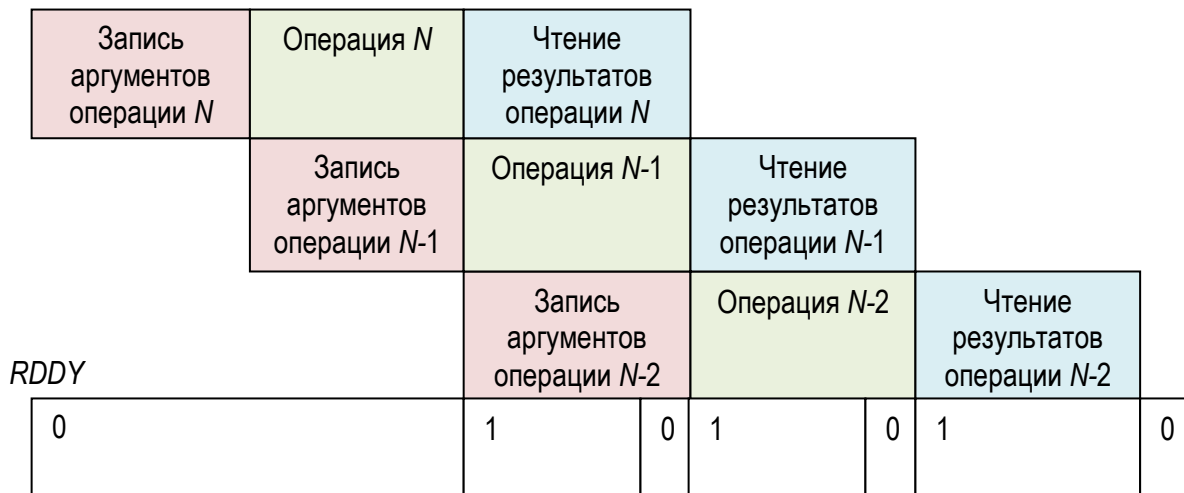 Запись
аргументов
операции N
Операция N
Чтение
результатов
операции N
Запись
аргументов
операции N-1
Операция N-1
Чтение
результатов
операции N-1
Запись
аргументов
операции N-2
Операция N-2
Чтение
результатов
операции N-2
RDDY
0 1 0 1 0 1 0